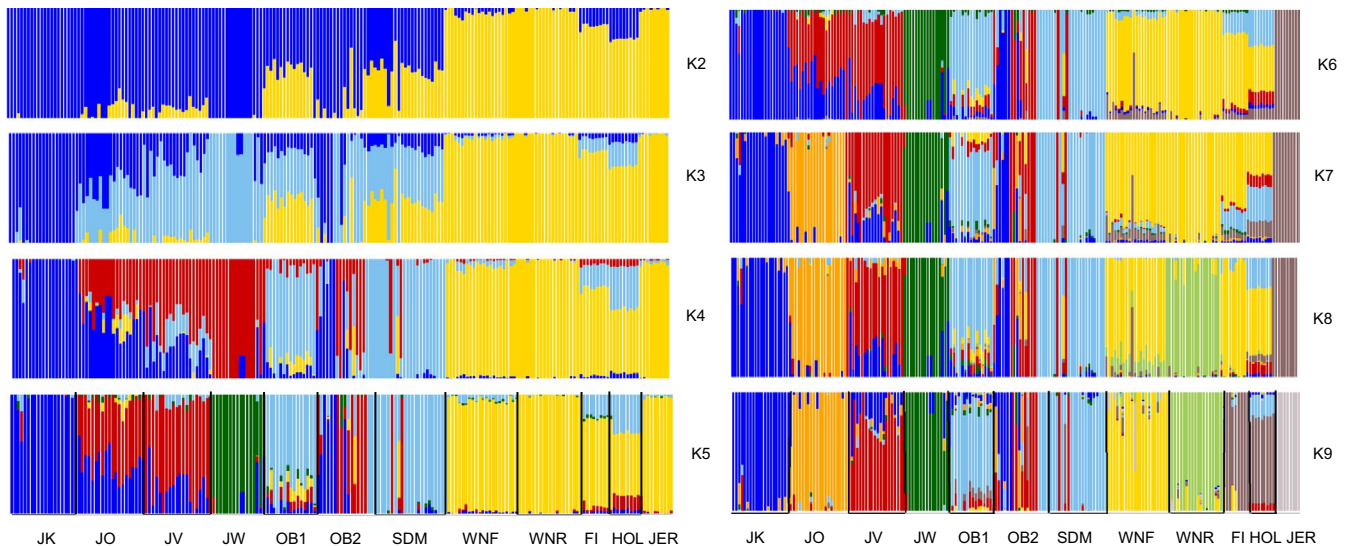 K2
K3
K4
K5
JK JO JV JW OB1 OB2 SDM WNF WNR FI HOL JER
K6
K7
K8
K9
JK JO JV JW OB1 OB2 SDM WNF WNR FI HOL JER